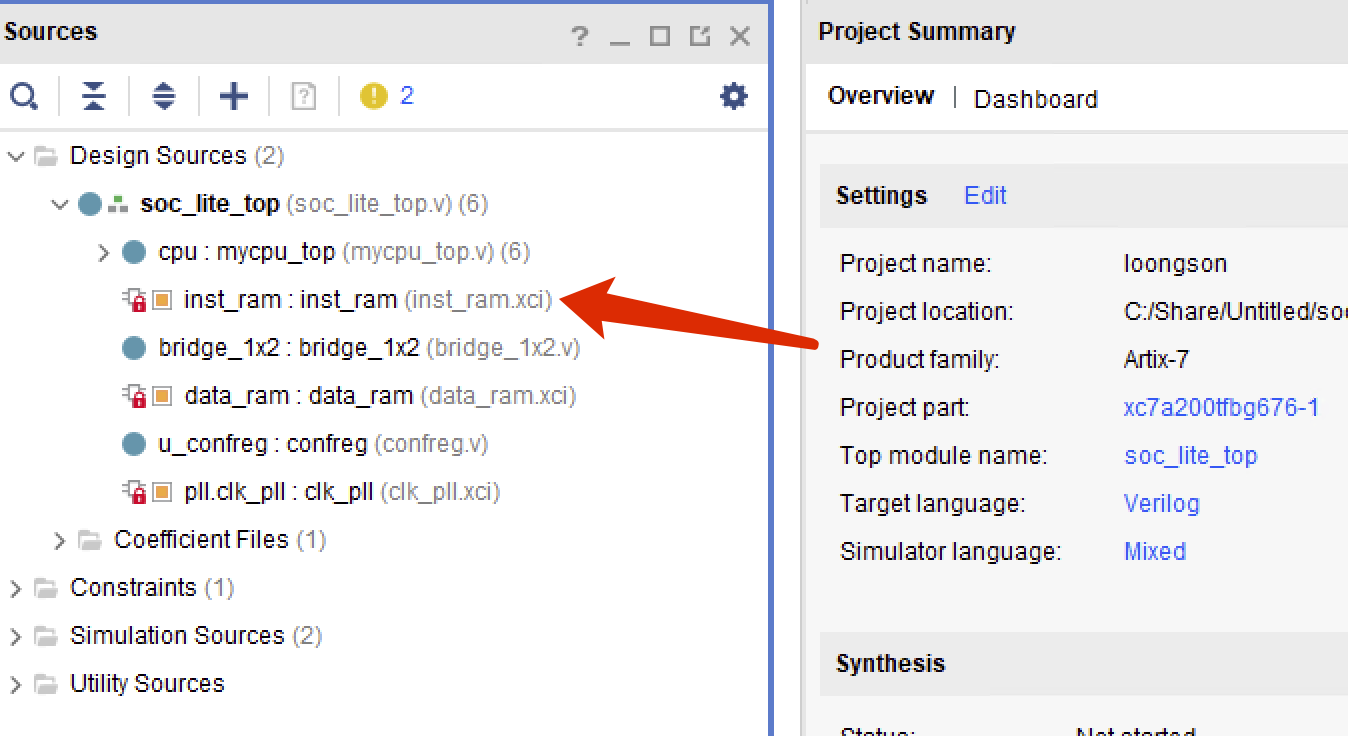 Sources
?
2
Design Sources (2)
soc_lite_top (soc_lite_top.v) (6)
cpu : mycpu_top (mycpu_top.v) (6)
inst_ram : inst_ram (inst_ram.xci)
bridge_1x2 : bridge_1x2 (bridge_1x2.v)
data_ram : data_ram (data_ram.xci)
u_confreg : confreg (confreg.v)
pll.clk_pll : clk_pll (clk_pll.xci)
Coefficient Files (1)
Constraints (1)
Simulation Sources (2)
Utility Sources
Project Summary
Overview | Dashboard
Settings Edit
Project name: loongson
Project location: C:/Share/Untitled/soc
Product family: Artix-7
Project part: xc7a200tfbg676-1
Top module name: soc_lite_top
Target language: Verilog
Simulator language: Mixed
Synthesis
Status: Not started